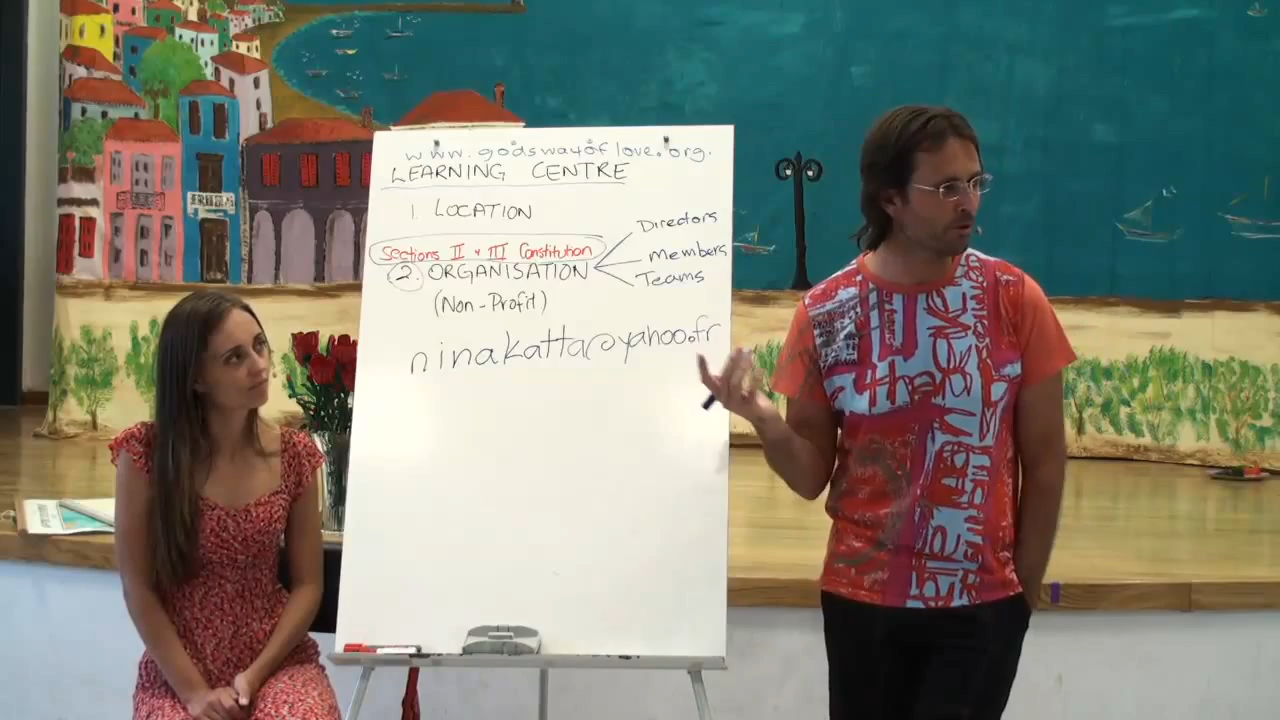 www.godswayoflove.org.
LEARNING CENTRE
1. LOCATION
Sections II & III Constitution
2. ORGANISATION
Directors
Members
Teams
(Non-Profit)
ninakatta@yahoo.fr
the